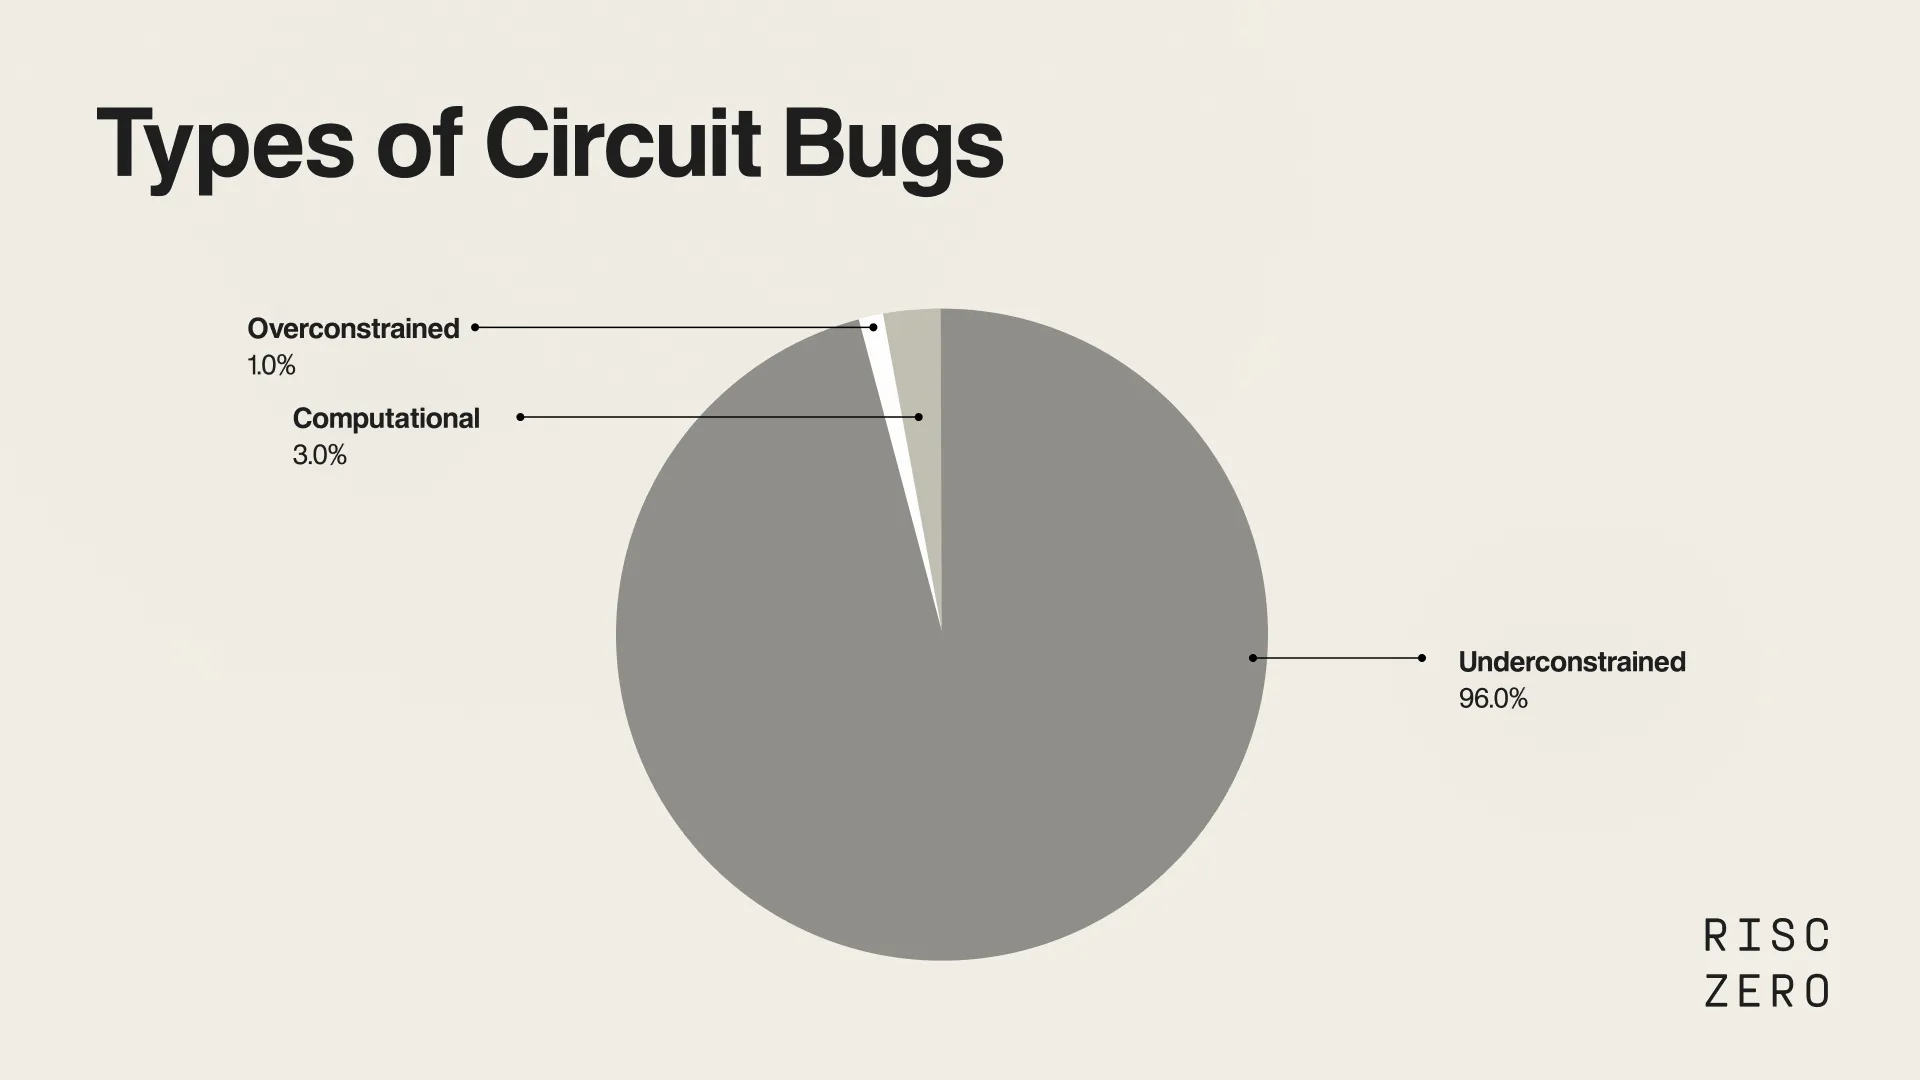 Types of Circuit Bugs
Overconstrained
1.0%
Computational
3.0%
Underconstrained
96.0%
RISC
ZERO